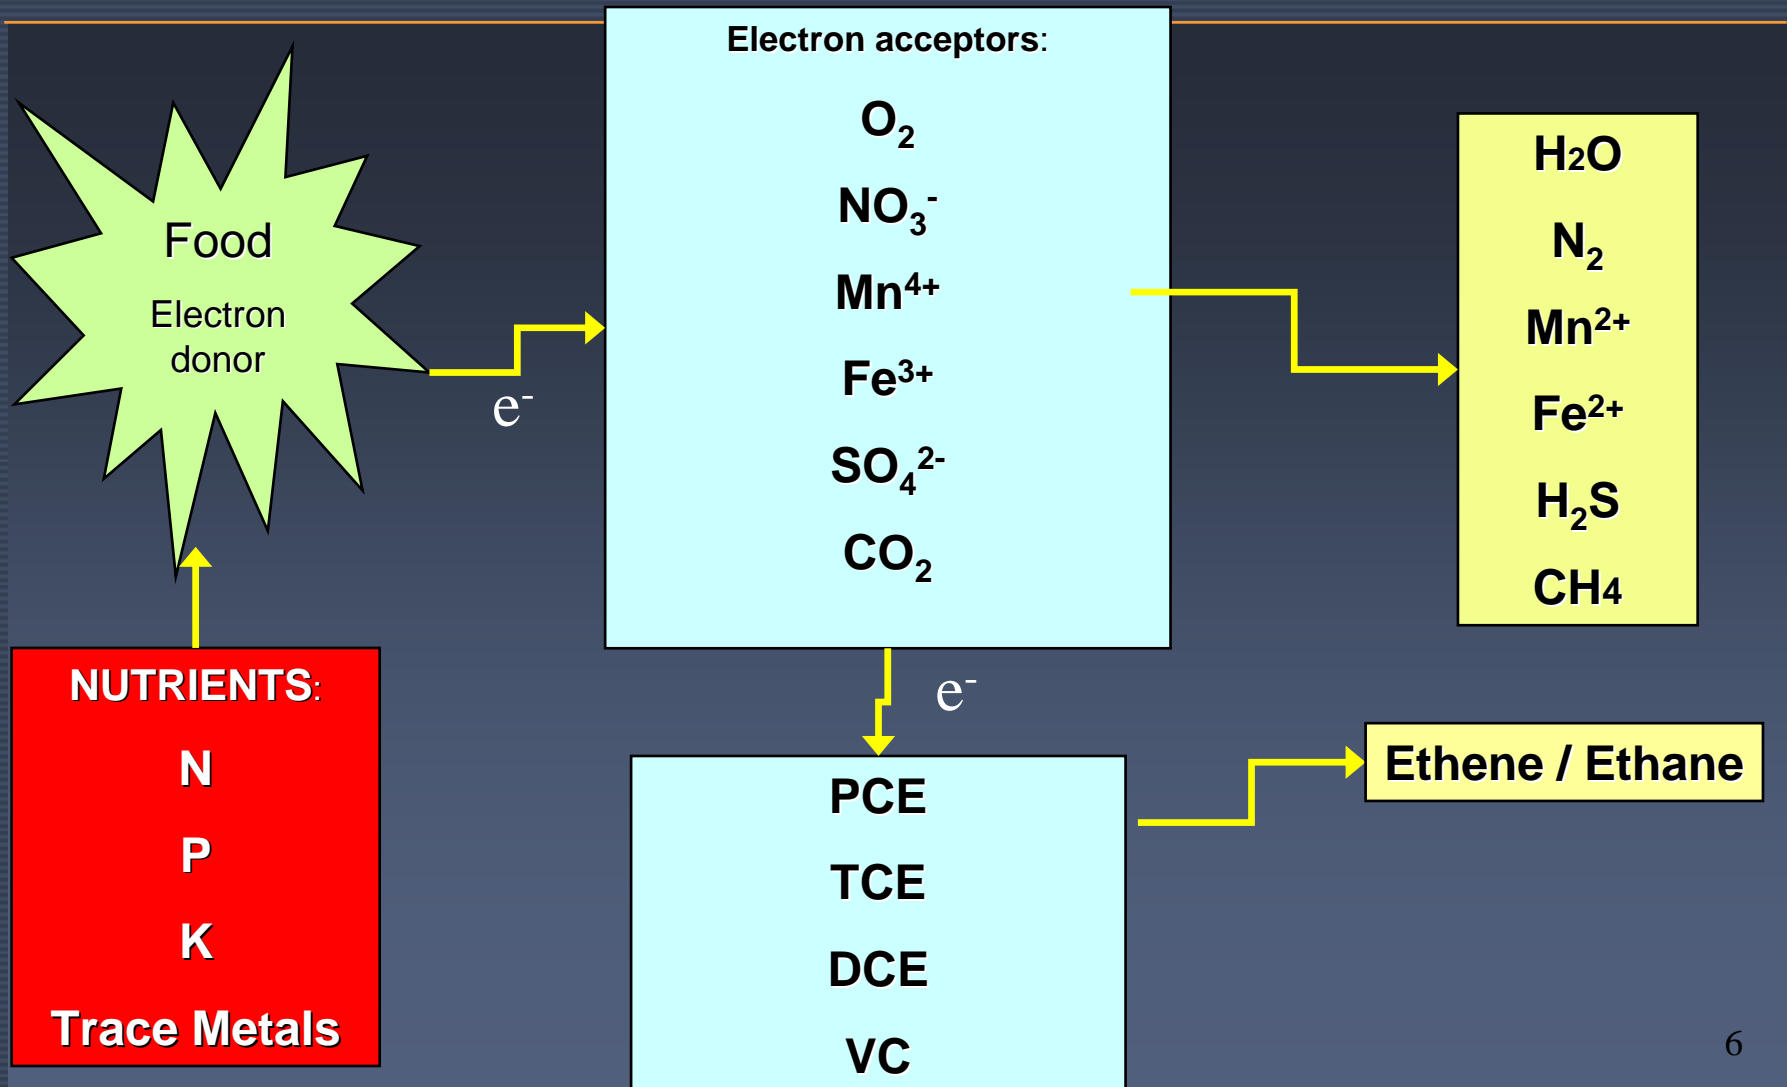 Electron acceptors:
O₂
NO₃⁻
Mn⁴⁺
Fe³⁺
SO₄²⁻
CO₂
Food
Electron
donor
e⁻
H2O
N₂
Mn²⁺
Fe²⁺
H₂S
CH4
NUTRIENTS:
N
P
K
Trace Metals
e⁻
PCE
TCE
DCE
VC
Ethene / Ethane
6